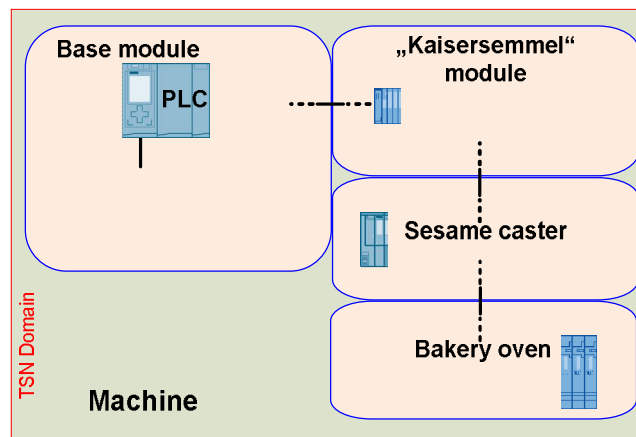 Base module
PLC
„Kaisersemmel“
module
Sesame caster
Bakery oven
TSN Domain
Machine